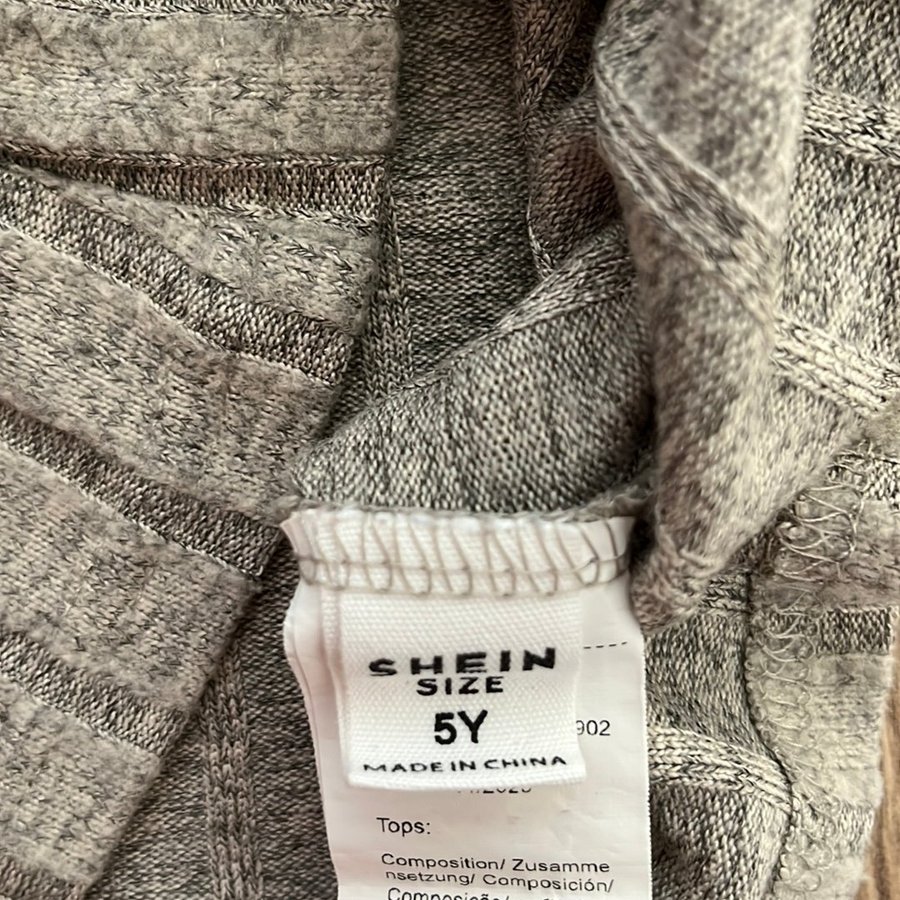 SHEIN
SIZE
5Y
MADE IN CHINA
902
Tops:
Composition/ Zusamme
nsetzung/ Composición/